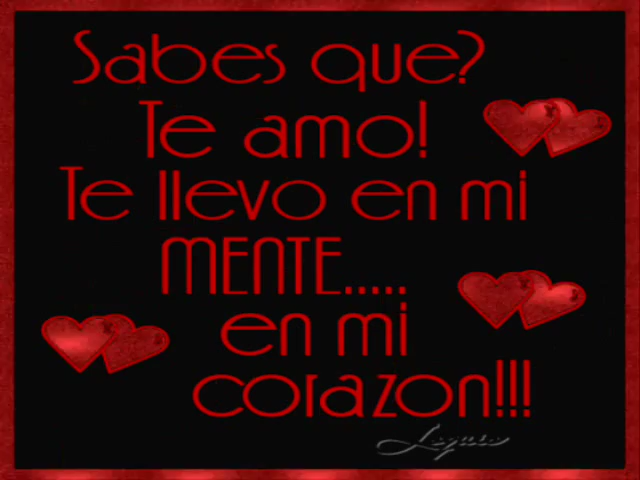 Sabes que?
Te amo!
Te llevo en mi
MENTE.....
en mi
corazon!!!